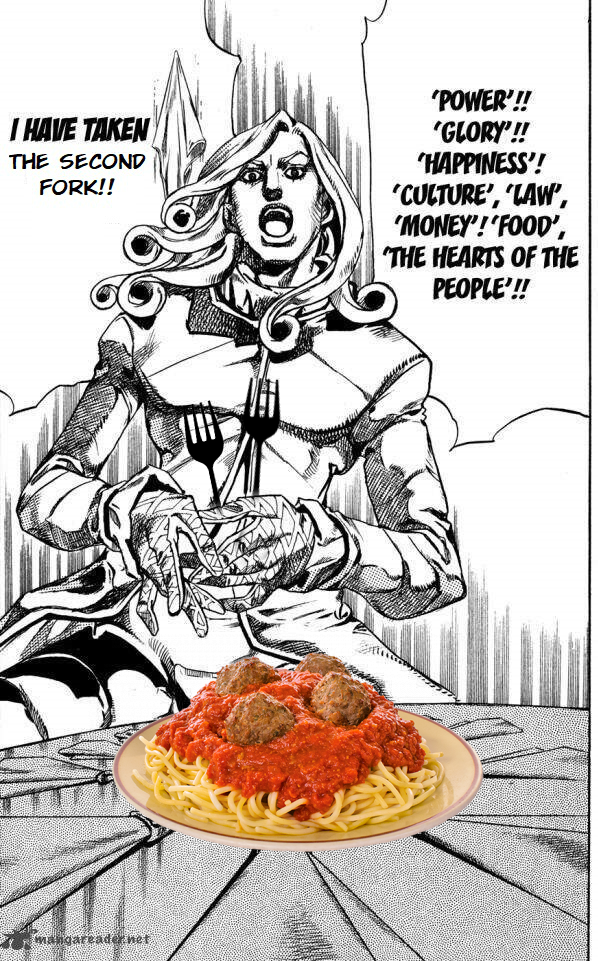 I HAVE TAKEN
THE SECOND
FORK!!
'POWER'!!
'GLORY'!!
'HAPPINESS'!
'CULTURE', 'LAW',
'MONEY'! 'FOOD',
'THE HEARTS OF THE
PEOPLE'!!
mangareader.net